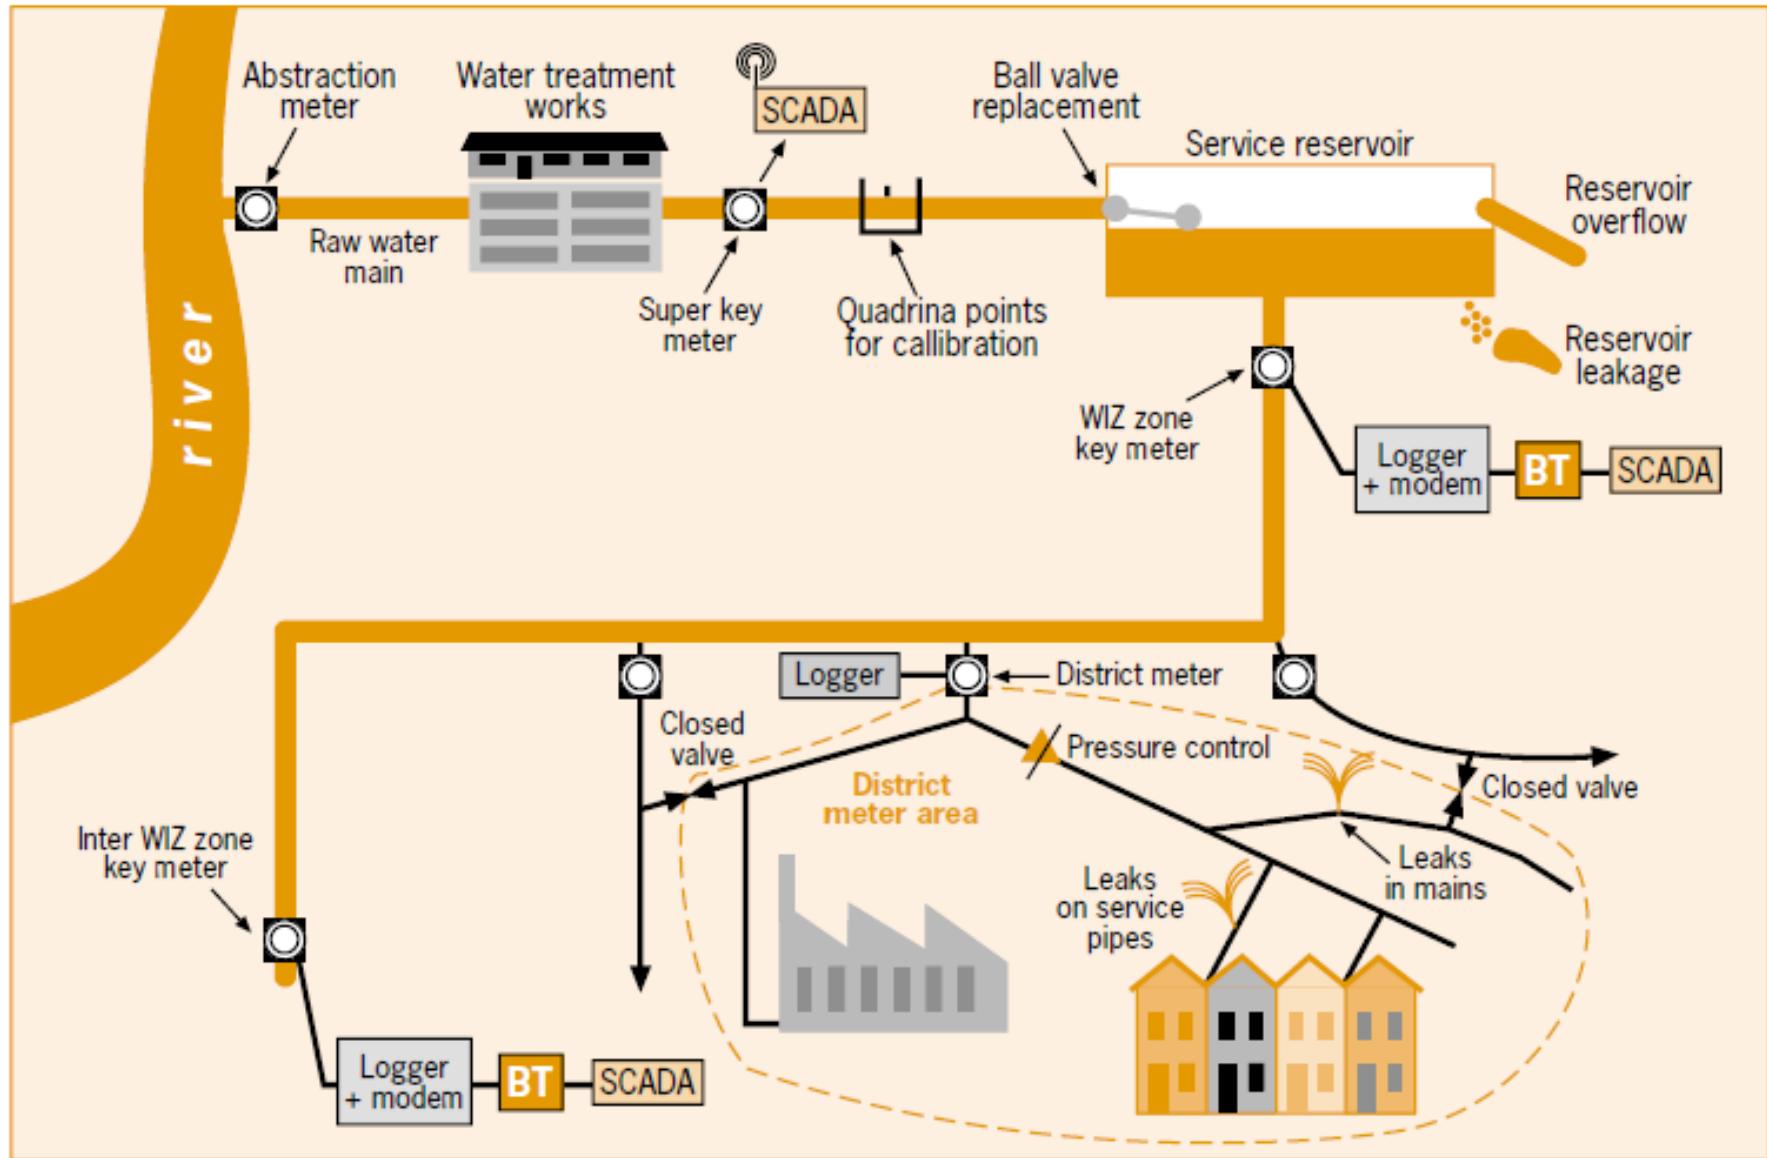 Abstraction
meter
Water treatment
works
SCADA
Ball valve
replacement
Service reservoir
Reservoir
overflow
Raw water
main
Super key
meter
Quadrina points
for callibration
Reservoir
leakage
river
WIZ zone
key meter
Logger
+ modem
BT
SCADA
Logger
District meter
Closed
valve
Pressure control
District
meter area
Closed valve
Inter WIZ zone
key meter
Leaks
in mains
Leaks
on service
pipes
Logger
+ modem
BT
SCADA